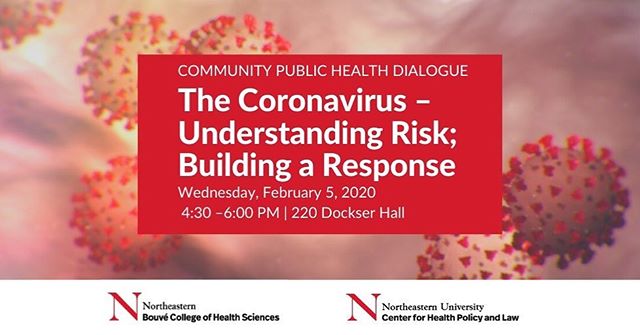 COMMUNITY PUBLIC HEALTH DIALOGUE
The Coronavirus –
Understanding Risk;
Building a Response
Wednesday, February 5, 2020
4:30 –6:00 PM | 220 Dockser Hall
N Northeastern
Bouvé College of Health Sciences
N Northeastern University
Center for Health Policy and Law